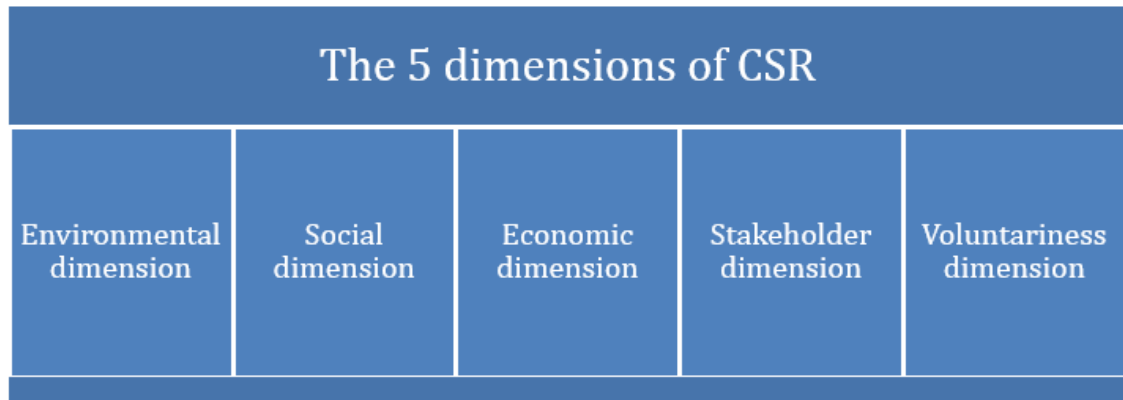 The 5 dimensions of CSR
Environmental
dimension
Social
dimension
Economic
dimension
Stakeholder
dimension
Voluntariness
dimension